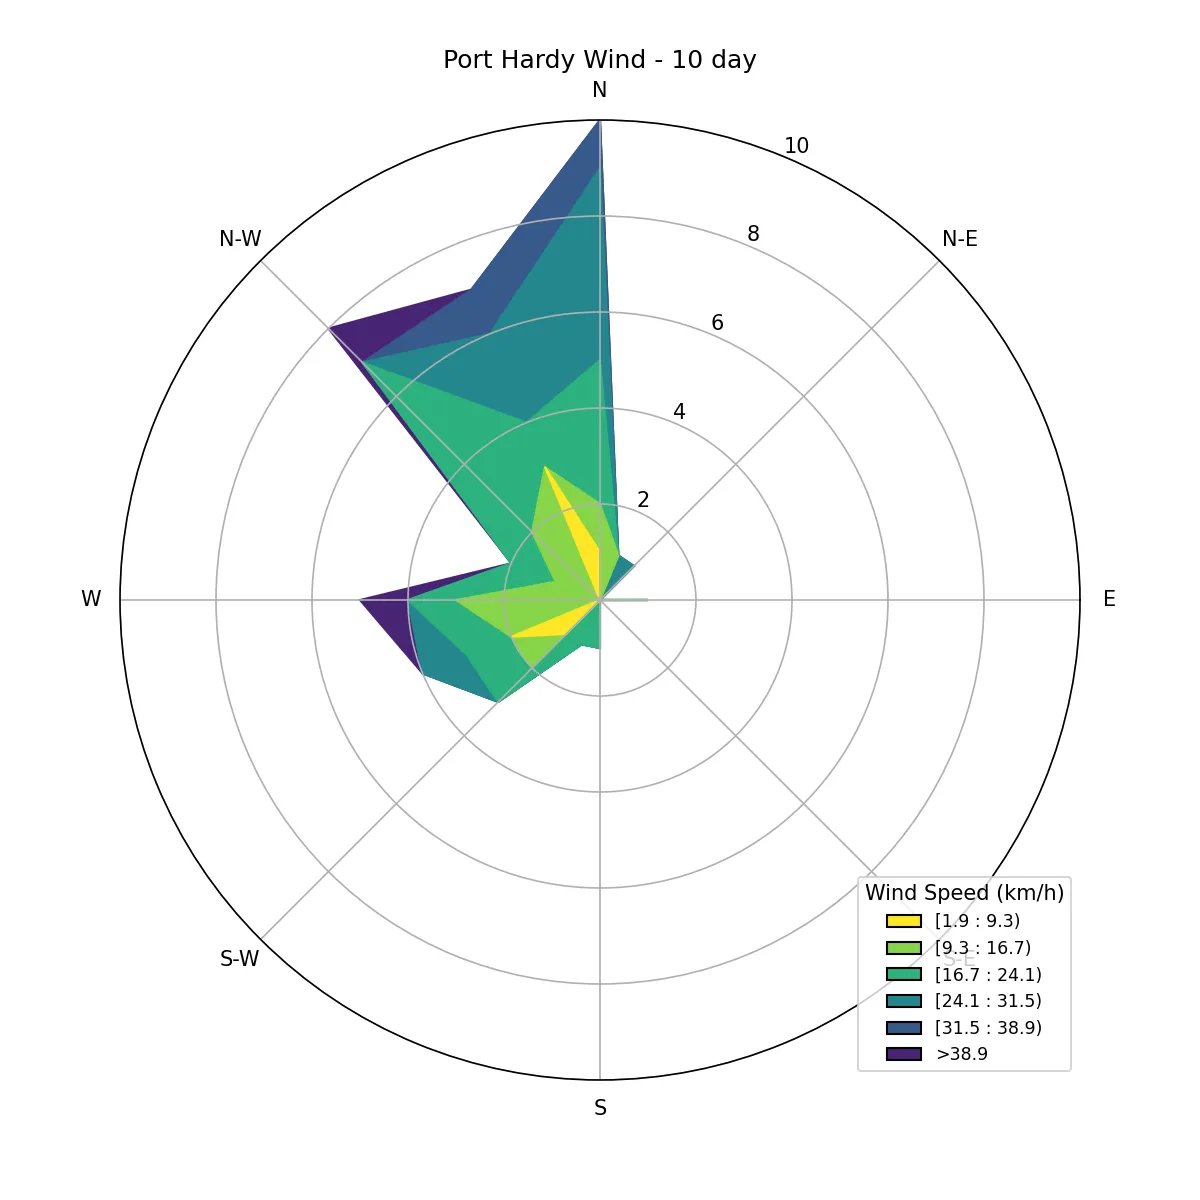 Port Hardy Wind - 10 day
N
10
N-W
N-E
8
6
4
2
W
E
Wind Speed (km/h)
[1.9 : 9.3)
[9.3 : 16.7)
S-W
S-E
[16.7 : 24.1)
[24.1 : 31.5)
[31.5 : 38.9)
>38.9
S